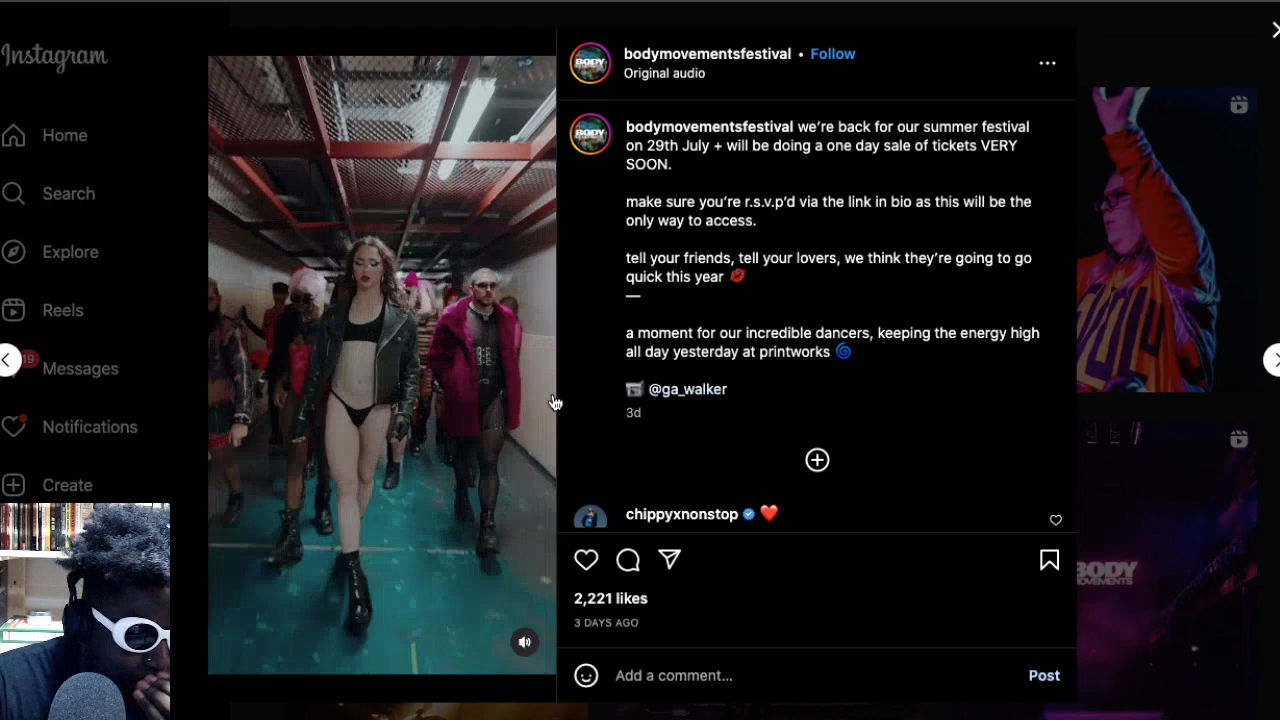 Instagram
Home
Search
Explore
Reels
19
Messages
Notifications
Create
BODY
bodymovementsfestival • Follow
Original audio
BODY
bodymovementsfestival we’re back for our summer festival
on 29th July + will be doing a one day sale of tickets VERY
SOON.
make sure you’re r.s.v.p’d via the link in bio as this will be the
only way to access.
tell your friends, tell your lovers, we think they’re going to go
quick this year 💋
—
a moment for our incredible dancers, keeping the energy high
all day yesterday at printworks 🌀
📹 @ga_walker
3d
chippyxnonstop ❤️
2,221 likes
3 DAYS AGO
Add a comment...
Post
BODY
MOVEMENTS